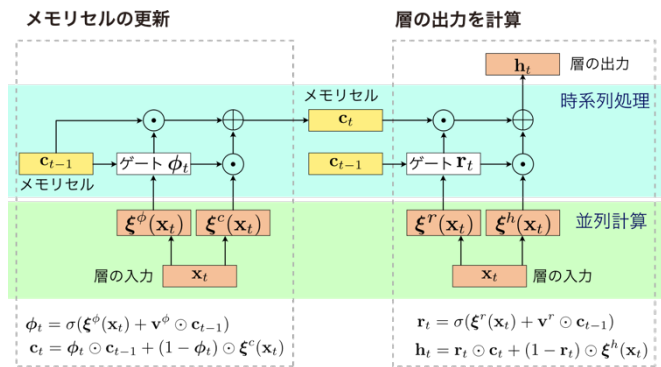 メモリセルの更新
層の出力を計算
h_t 層の出力
時系列処理
メモリセル
c_t
c_{t-1}
ゲート ϕ_t
メモリセル
c_{t-1}
ゲート r_t
ξ^ϕ(x_t) ξ^c(x_t)
ξ^r(x_t) ξ^h(x_t)
並列計算
層の入力 x_t
x_t 層の入力
ϕ_t = σ(ξ^ϕ(x_t) + v^ϕ ⊙ c_{t-1})
c_t = ϕ_t ⊙ c_{t-1} + (1 − ϕ_t) ⊙ ξ^c(x_t)
r_t = σ(ξ^r(x_t) + v^r ⊙ c_{t-1})
h_t = r_t ⊙ c_t + (1 − r_t) ⊙ ξ^h(x_t)